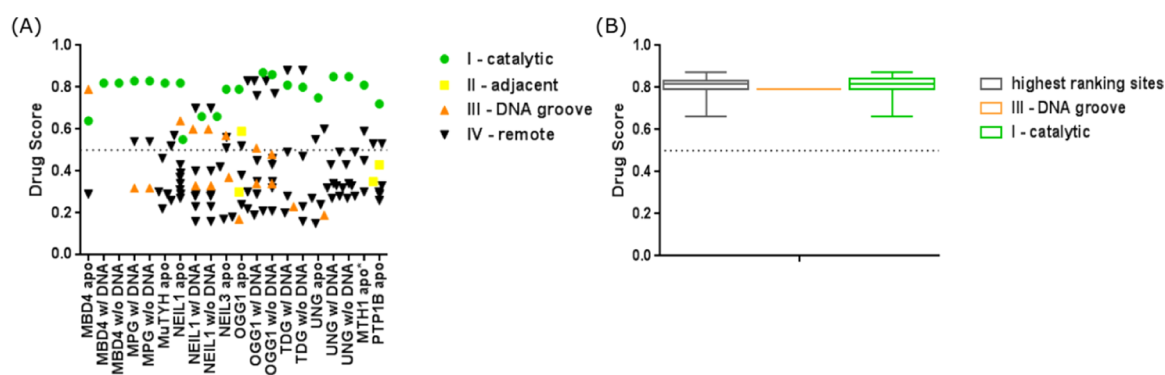 (A)
1.0
0.8
0.6
0.4
0.2
0.0
Drug Score
MBD4 apo
MBD4 w/ DNA
MBD4 w/o DNA
MPG w/ DNA
MPG w/o DNA
MuTYH apo
NEIL1 apo
NEIL1 w/ DNA
NEIL1 w/o DNA
NEIL3 apo
OGG1 apo
OGG1 w/ DNA
OGG1 w/o DNA
TDG w/ DNA
TDG w/o DNA
UNG apo
UNG w/ DNA
UNG w/o DNA
MTH1 apo*
PTP1B apo
I - catalytic
II - adjacent
III - DNA groove
IV - remote
(B)
1.0
0.8
0.6
0.4
0.2
0.0
Drug Score
highest ranking sites
III - DNA groove
I - catalytic